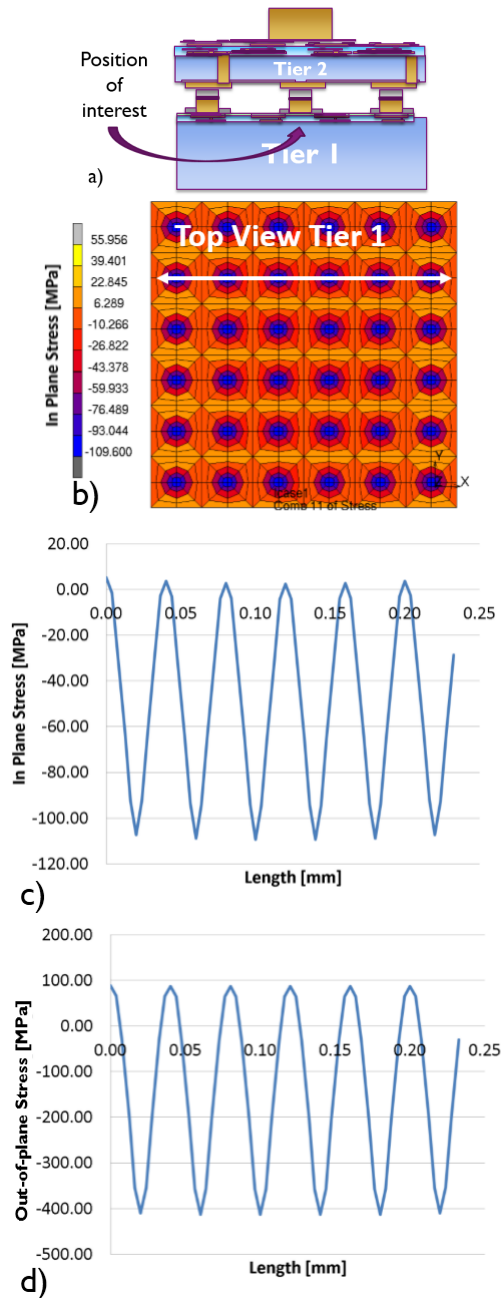 Position
of
interest
Tier 2
Tier 1
a)
Top View Tier 1
In Plane Stress [MPa]
55.956
39.401
22.845
6.289
-10.266
-26.822
-43.378
-59.933
-76.489
-93.044
-109.600
Y
Z
X
lcase1
Comp 11 of Stress
b)
20.00
0.00
-20.00
-40.00
-60.00
-80.00
-100.00
-120.00
0.00 0.05 0.10 0.15 0.20 0.25
In Plane Stress [MPa]
Length [mm]
c)
200.00
100.00
0.00
-100.00
-200.00
-300.00
-400.00
-500.00
0.00 0.05 0.10 0.15 0.20 0.25
Out-of-plane Stress [MPa]
Length [mm]
d)